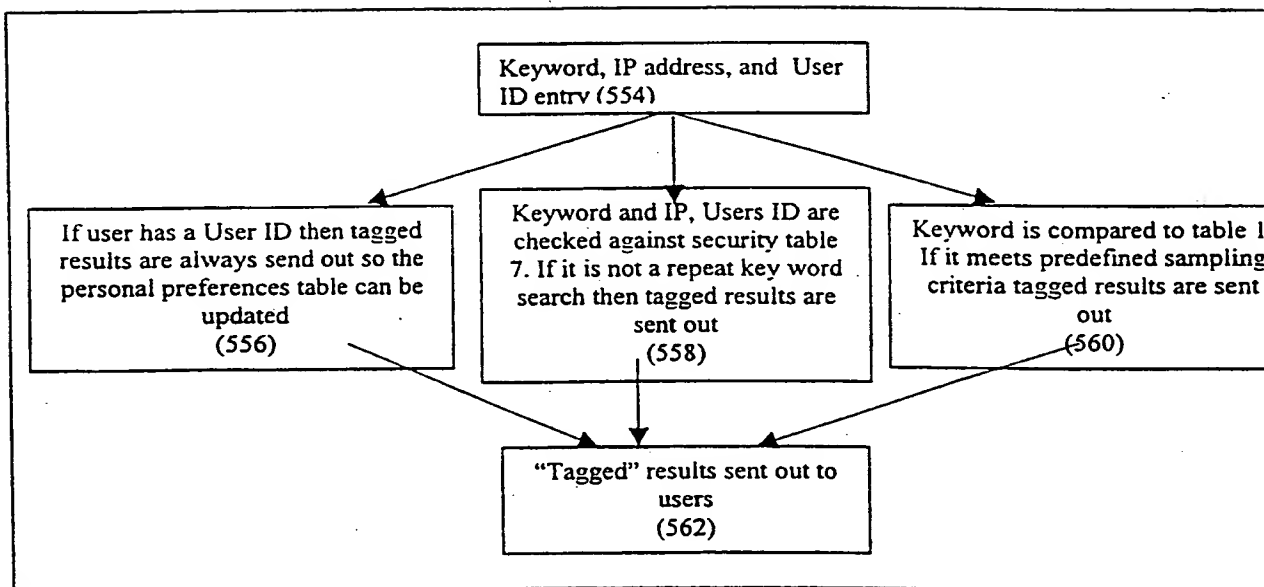 Keyword, IP address, and User
ID entry (554)
If user has a User ID then tagged
results are always send out so the
personal preferences table can be
updated
(556)
Keyword and IP, Users ID are
checked against security table
7. If it is not a repeat key word
search then tagged results are
sent out
(558)
Keyword is compared to table 1
If it meets predefined sampling
criteria tagged results are sent
out
(560)
“Tagged” results sent out to
users
(562)